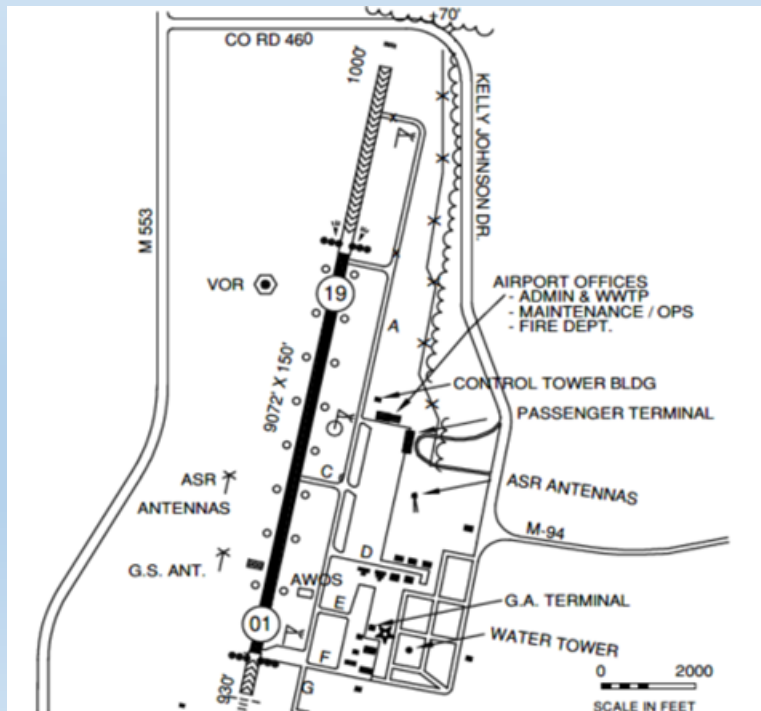 +70'
CO RD 460
1000'
KELLY JOHNSON DR.
M 553
VOR
19
AIRPORT OFFICES
- ADMIN & WWTP
- MAINTENANCE / OPS
- FIRE DEPT.
A
9072' X 150'
CONTROL TOWER BLDG
PASSENGER TERMINAL
C
ASR
ANTENNAS
ASR ANTENNAS
M-94
D
G.S. ANT.
AWOS
E
G.A. TERMINAL
01
WATER TOWER
F
G
930'
0 2000
SCALE IN FEET